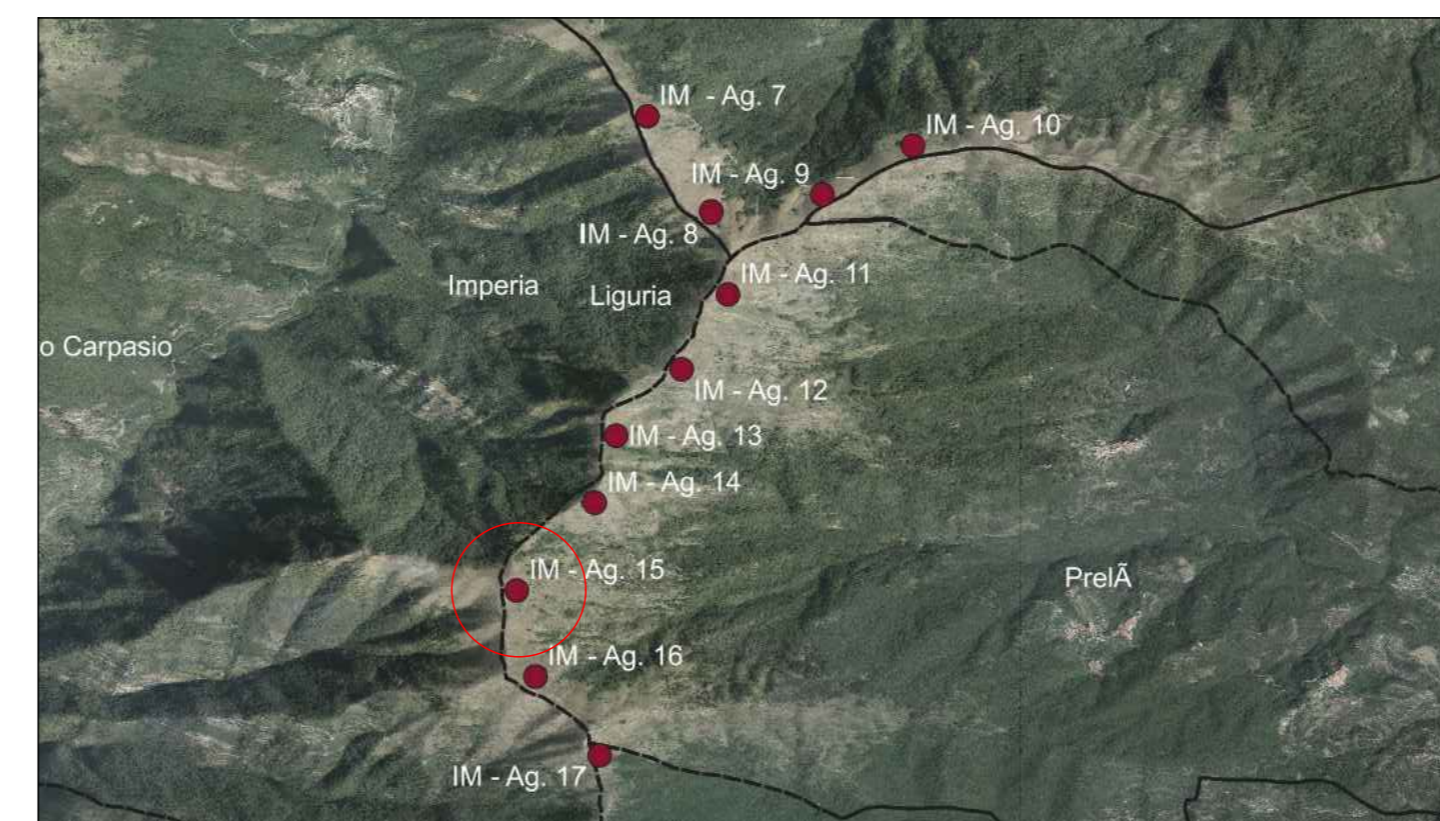 IM - Ag. 7
IM - Ag. 10
IM - Ag. 9
IM - Ag. 8
IM - Ag. 11
Imperia
Liguria
o Carpasio
IM - Ag. 12
IM - Ag. 13
IM - Ag. 14
IM - Ag. 15
PrelÃ
IM - Ag. 16
IM - Ag. 17